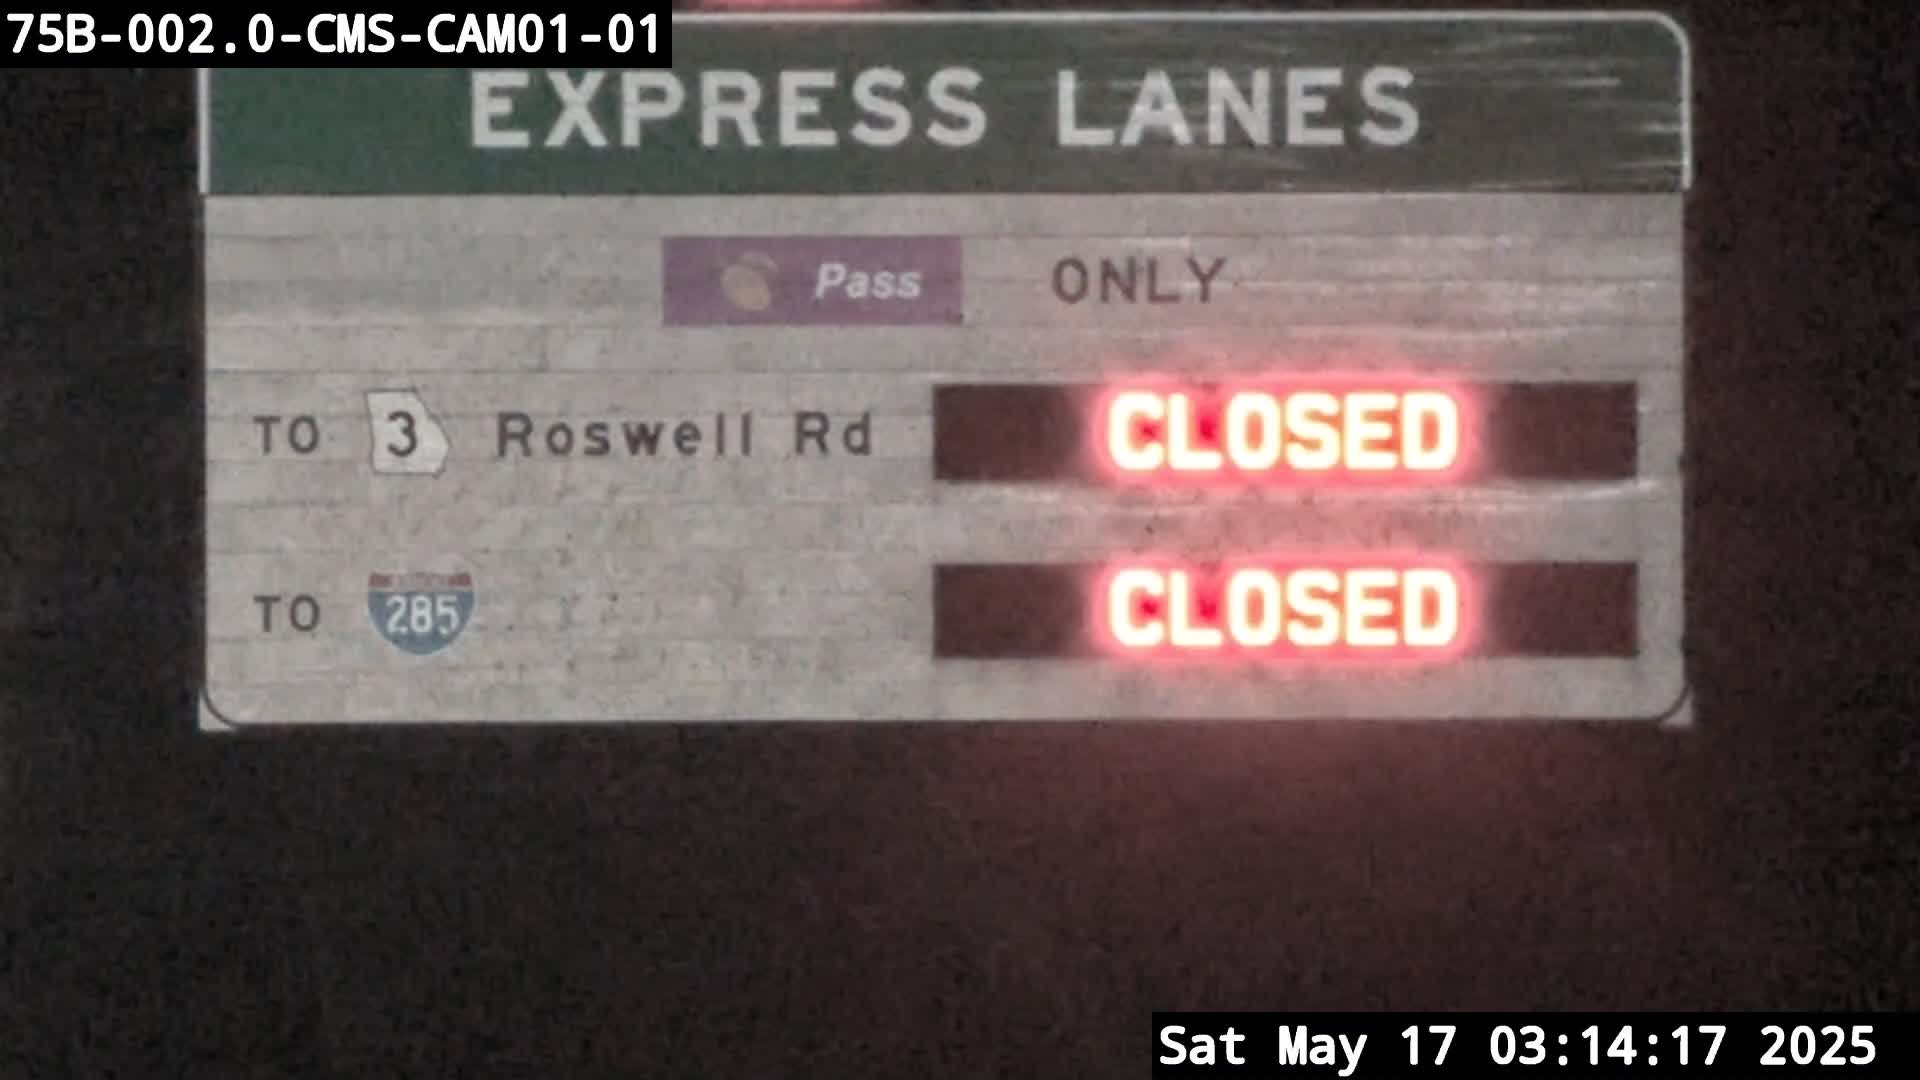 75B-002.0-CMS-CAM01-01
EXPRESS LANES
Pass ONLY
TO 3 Roswell Rd CLOSED
TO 285 CLOSED
Sat May 17 03:14:17 2025